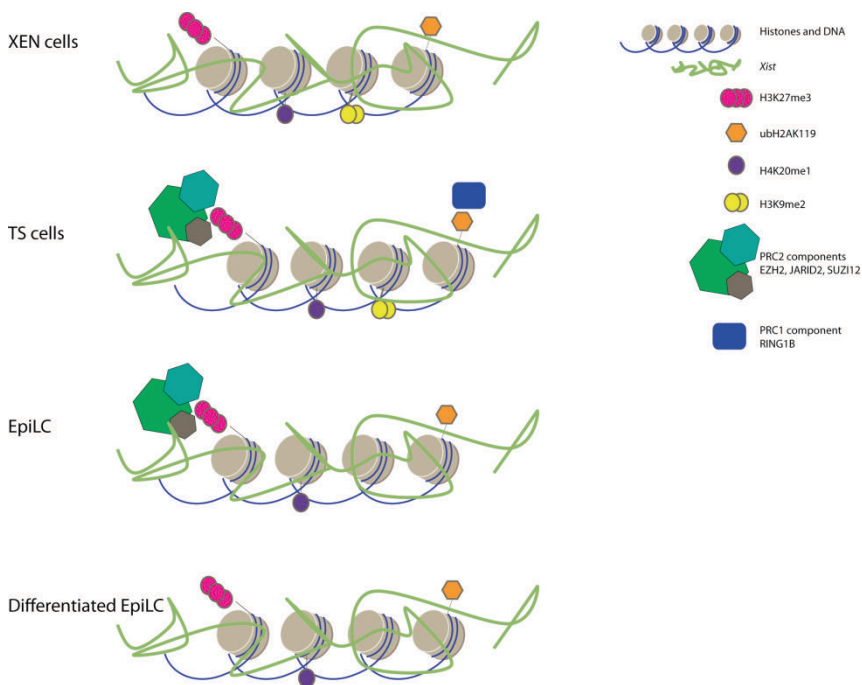 XEN cells
TS cells
EpiLC
Differentiated EpiLC
Histones and DNA
Xist
H3K27me3
ubH2AK119
H4K20me1
H3K9me2
PRC2 components
EZH2, JARID2, SUZI12
PRC1 component
RING1B